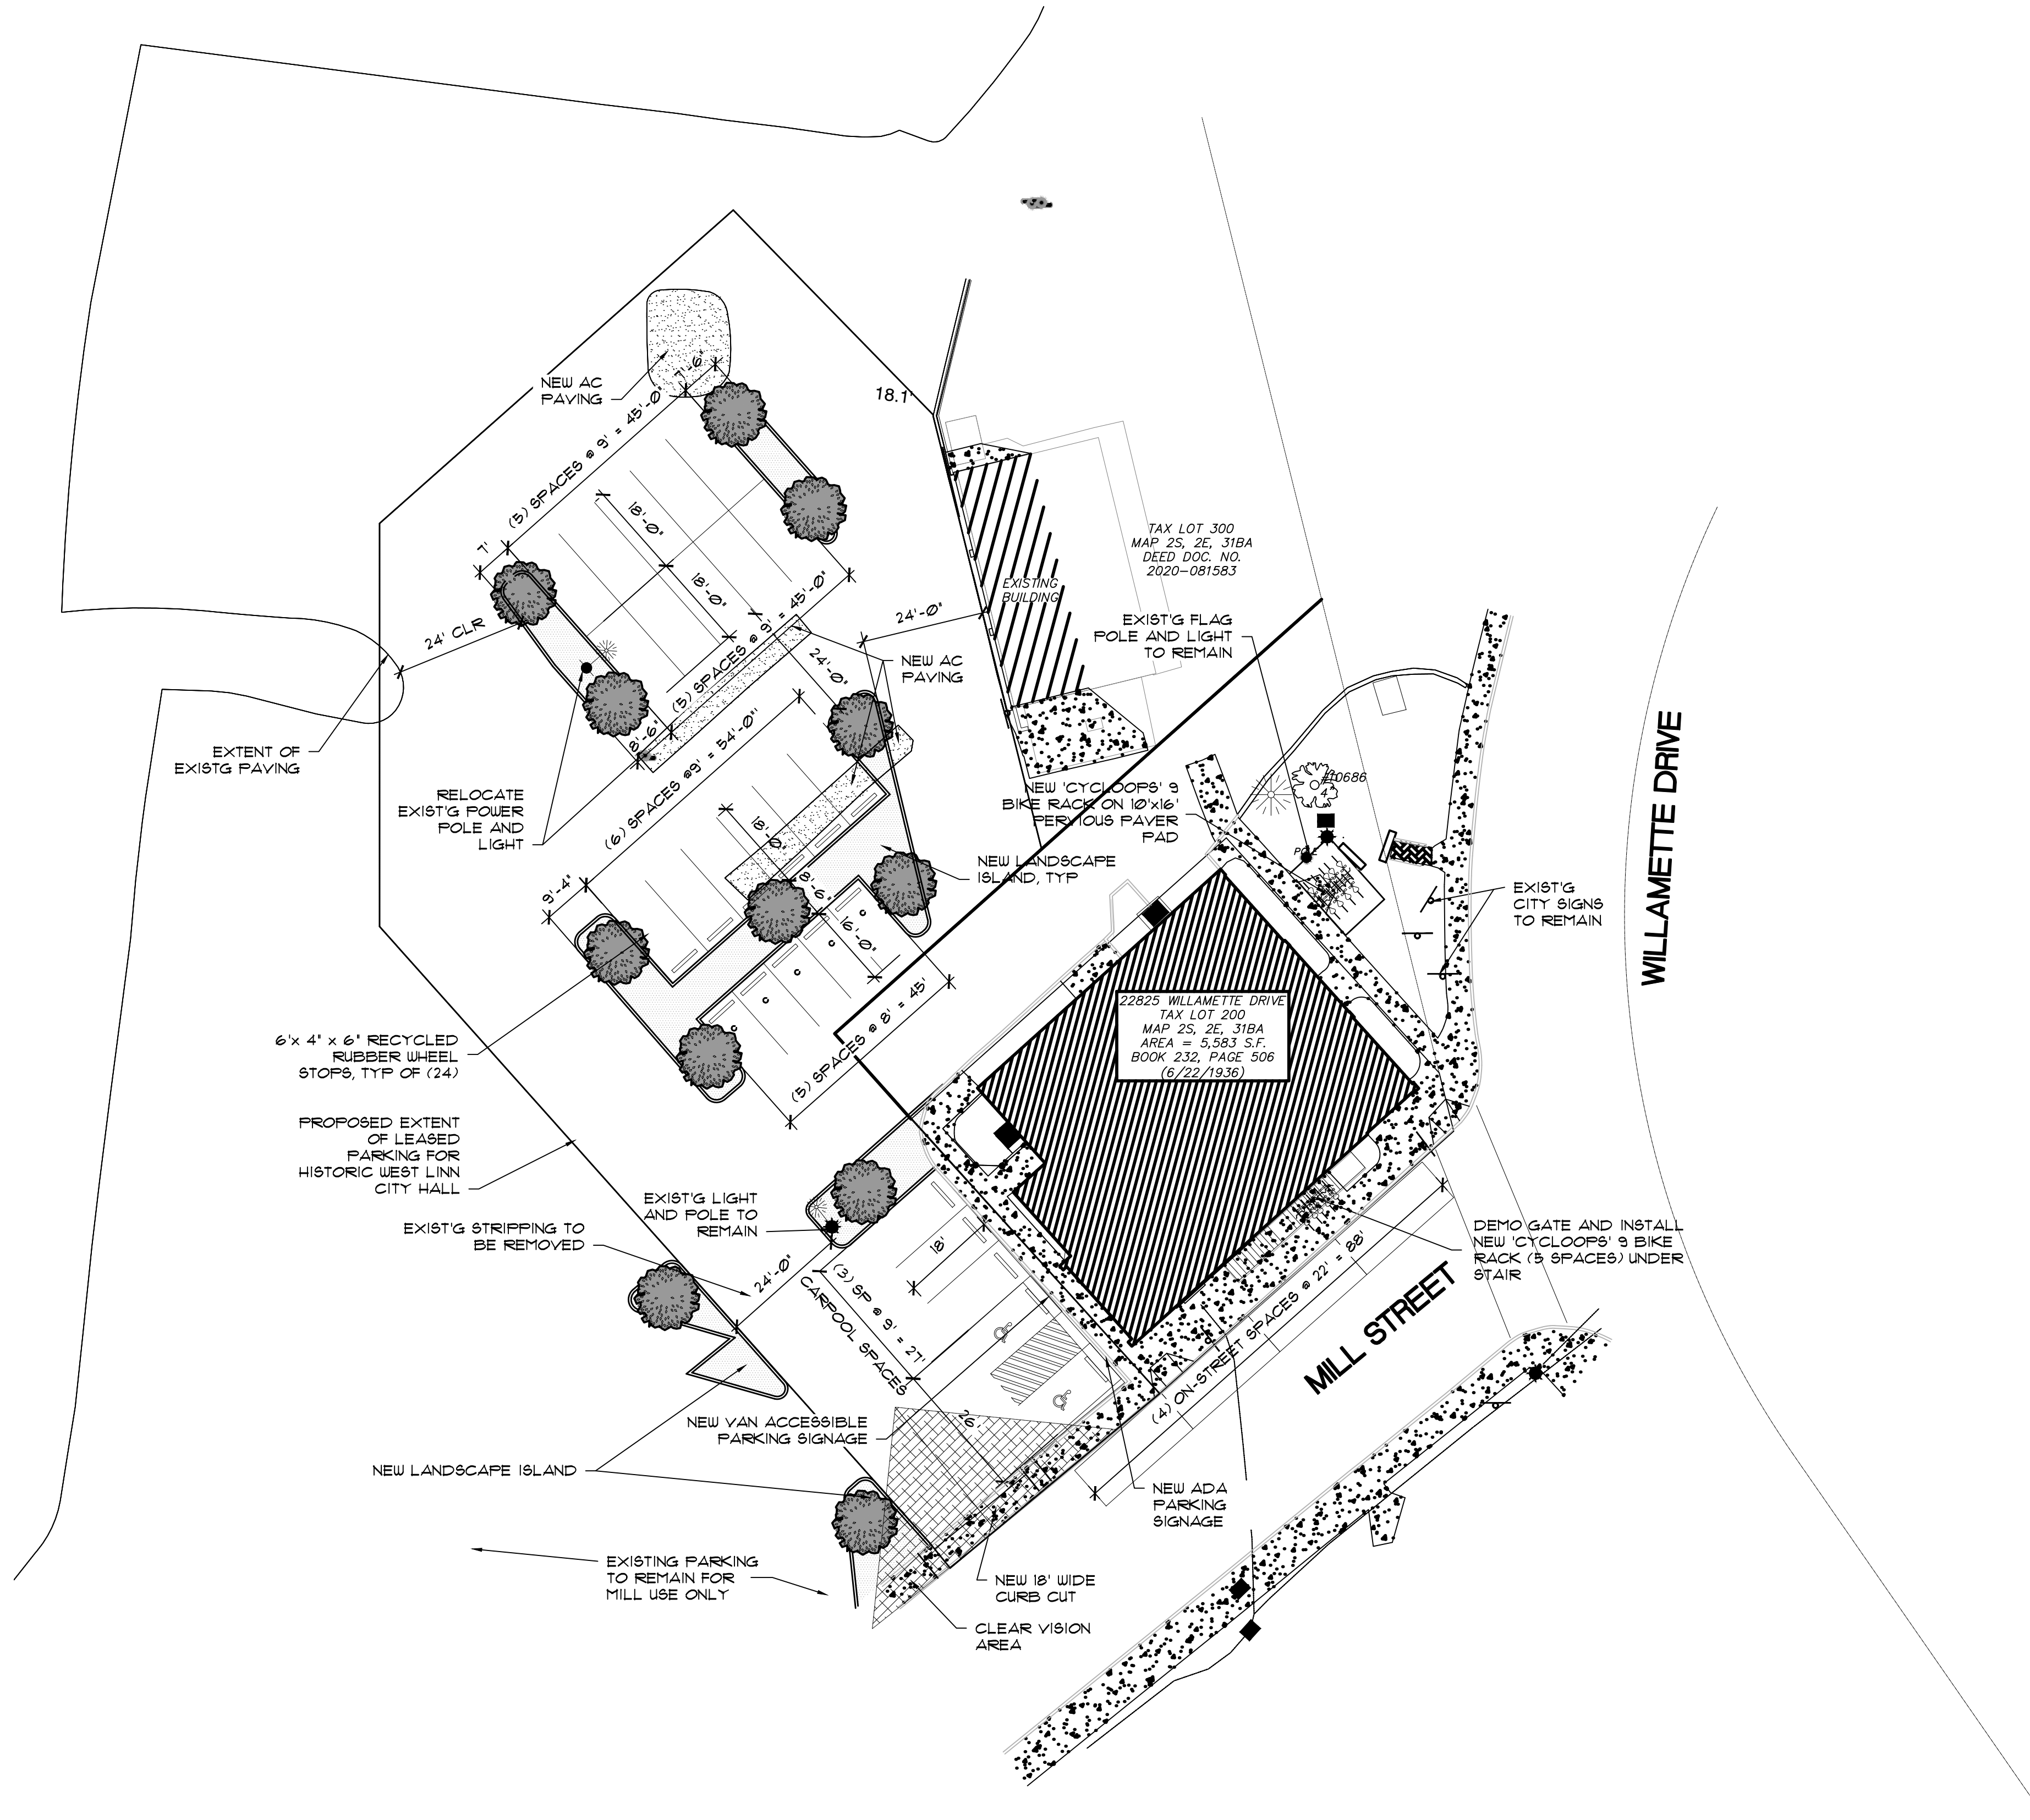 NEW AC
PAVING
7'-6"
18.1'
(5) SPACES @ 9' = 45'-0"
7'
18'-0"
18'-0"
24' CLR
(5) SPACES @ 9' = 45'-0"
24'-0"
EXISTING
BUILDING
TAX LOT 300
MAP 2S, 2E, 31BA
DEED DOC. NO.
2020-081583
EXIST'G FLAG
POLE AND LIGHT
TO REMAIN
NEW AC
PAVING
24'-0"
8'-6"
(6) SPACES @9' = 54'-0"
EXTENT OF
EXISTG PAVING
RELOCATE
EXIST'G POWER
POLE AND
LIGHT
NEW 'CYCLOOPS' 9
BIKE RACK ON 10'x16'
PERVIOUS PAVER
PAD
18'-0"
8'-6"
16'-0"
9'-4"
NEW LANDSCAPE
ISLAND, TYP
C
C
C
C
C
EXIST'G
CITY SIGNS
TO REMAIN
WILLAMETTE DRIVE
22825 WILLAMETTE DRIVE
TAX LOT 200
MAP 2S, 2E, 31BA
AREA = 5,583 S.F.
BOOK 232, PAGE 506
(6/22/1936)
(5) SPACES @ 8' = 45'
6'x 4" x 6" RECYCLED
RUBBER WHEEL
STOPS, TYP OF (24)
PROPOSED EXTENT
OF LEASED
PARKING FOR
HISTORIC WEST LINN
CITY HALL
EXIST'G LIGHT
AND POLE TO
REMAIN
EXIST'G STRIPPING TO
BE REMOVED
24'-0"
18'
(3) SP @ 9' = 27'
CARPOOL SPACES
DEMO GATE AND INSTALL
NEW 'CYCLOOPS' 9 BIKE
RACK (5 SPACES) UNDER
STAIR
(4) ON-STREET SPACES @ 22' = 88'
MILL STREET
NEW VAN ACCESSIBLE
PARKING SIGNAGE
26'
NEW LANDSCAPE ISLAND
NEW ADA
PARKING
SIGNAGE
EXISTING PARKING
TO REMAIN FOR
MILL USE ONLY
NEW 18' WIDE
CURB CUT
CLEAR VISION
AREA